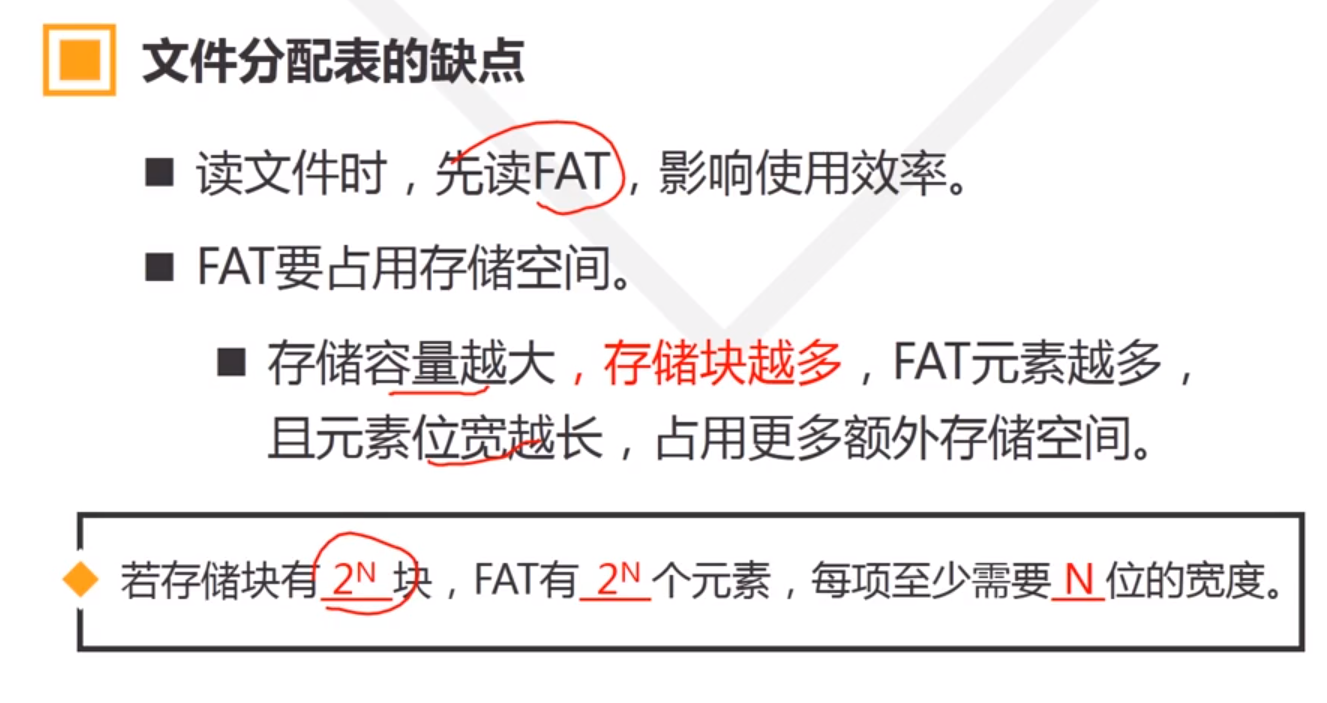 文件分配表的缺点
读文件时，先读FAT，影响使用效率。
FAT要占用存储空间。
存储容量越大，存储块越多，FAT元素越多，
且元素位宽越长，占用更多额外存储空间。
若存储块有2ᴺ块，FAT有2ᴺ个元素，每项至少需要N位的宽度。